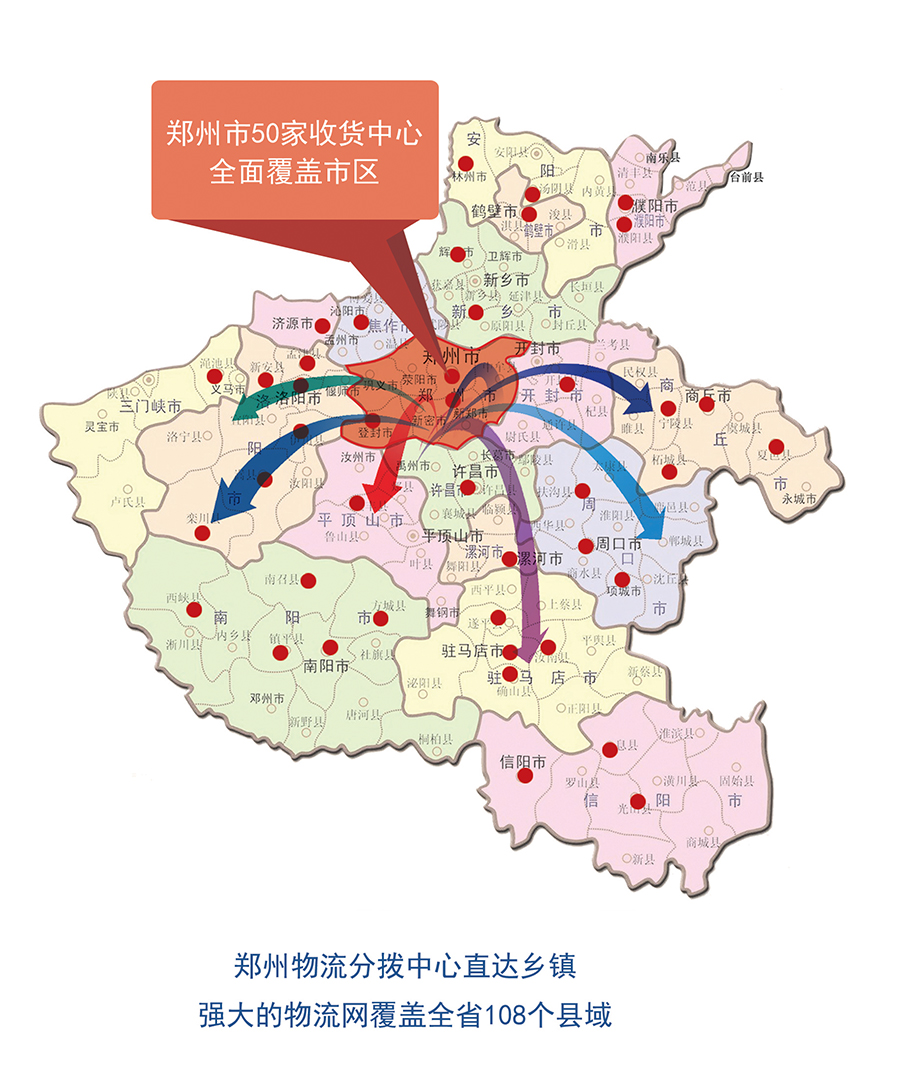 郑州市50家收货中心
全面覆盖市区
安
阳
市
安阳县
林州市
汤阴县
内黄县
南乐县
清丰县
范县
台前县
濮阳市
濮阳市
濮阳县
鹤壁市
浚县
淇县
鹤壁市
滑县
卫辉市
新乡市
获嘉县
新乡县
延津县
长垣县
新
乡
市
原阳县
封丘县
沁阳市
济源市
焦作市
孟州市
温县
郑州市
开封市
兰考县
民权县
荥阳市
巩义市
郑
州
市
新密市
新郑市
登封市
开封市
杞县
通许县
尉氏县
商
丘
市
商丘市
睢县
宁陵县
虞城县
柘城县
夏邑县
永城市
渑池县
义马市
新安县
孟津县
陕县
三门峡市
灵宝市
卢氏县
洛
阳
市
洛阳市
偃师市
宜阳县
洛宁县
汝阳县
栾川
汝州市
禹州市
长葛市
许昌市
许昌市
许昌县
鄢陵县
襄城县
临颍县
平顶山市
鲁山县
平顶山市
叶县
舞阳县
舞钢市
漯河市
漯河市
扶沟县
太康县
西华县
淮阳县
周
口
市
周口市
商水县
项城市
郸城县
沈丘县
南召县
西峡县
方城县
南
阳
市
淅川县
内乡县
镇平县
南阳市
社旗县
邓州市
新野县
唐河县
桐柏县
西平县
上蔡县
遂平县
驻马店市
汝南县
平舆县
驻马店市
确山县
新蔡县
泌阳县
正阳县
信阳市
息县
淮滨县
罗山县
潢川县
固始县
信
阳
市
光山县
商城县
新县
郑州物流分拨中心直达乡镇
强大的物流网覆盖全省108个县域